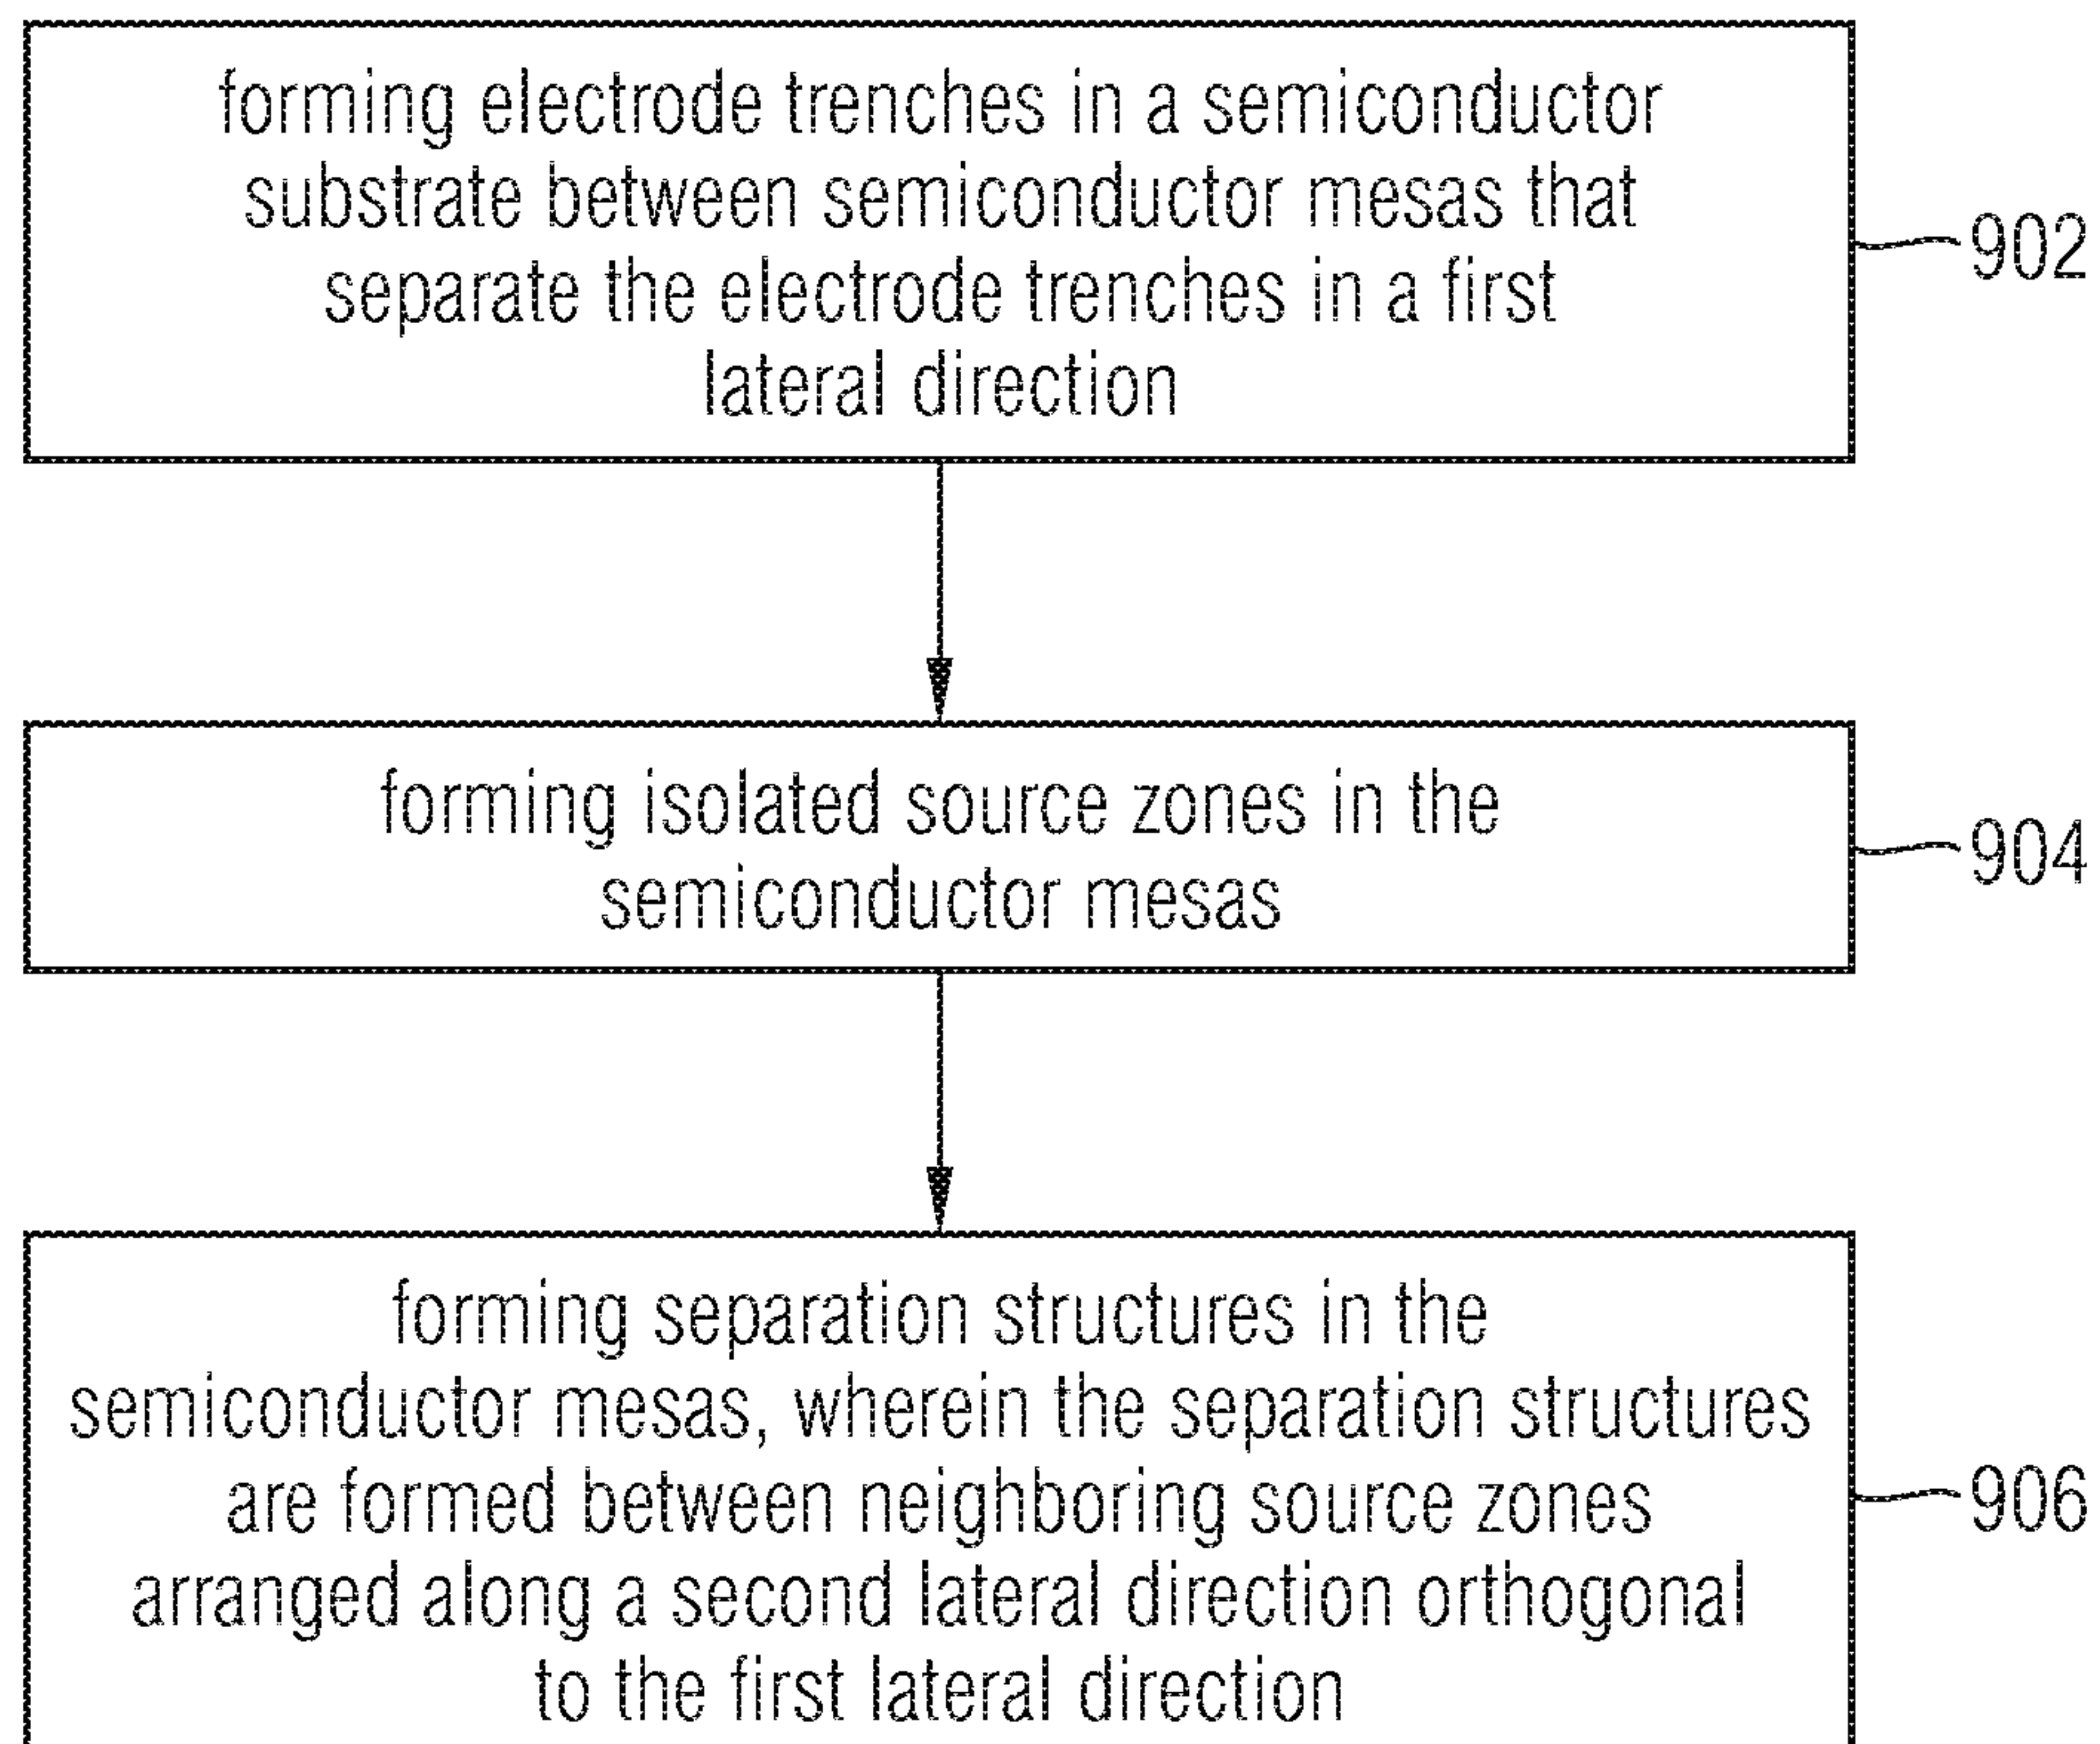 forming electrode trenches in a semiconductor
substrate between semiconductor mesas that
separate the electrode trenches in a first
lateral direction
902
forming isolated source zones in the
semiconductor mesas
904
forming separation structures in the
semiconductor mesas, wherein the separation structures
are formed between neighboring source zones
arranged along a second lateral direction orthogonal
to the first lateral direction
906